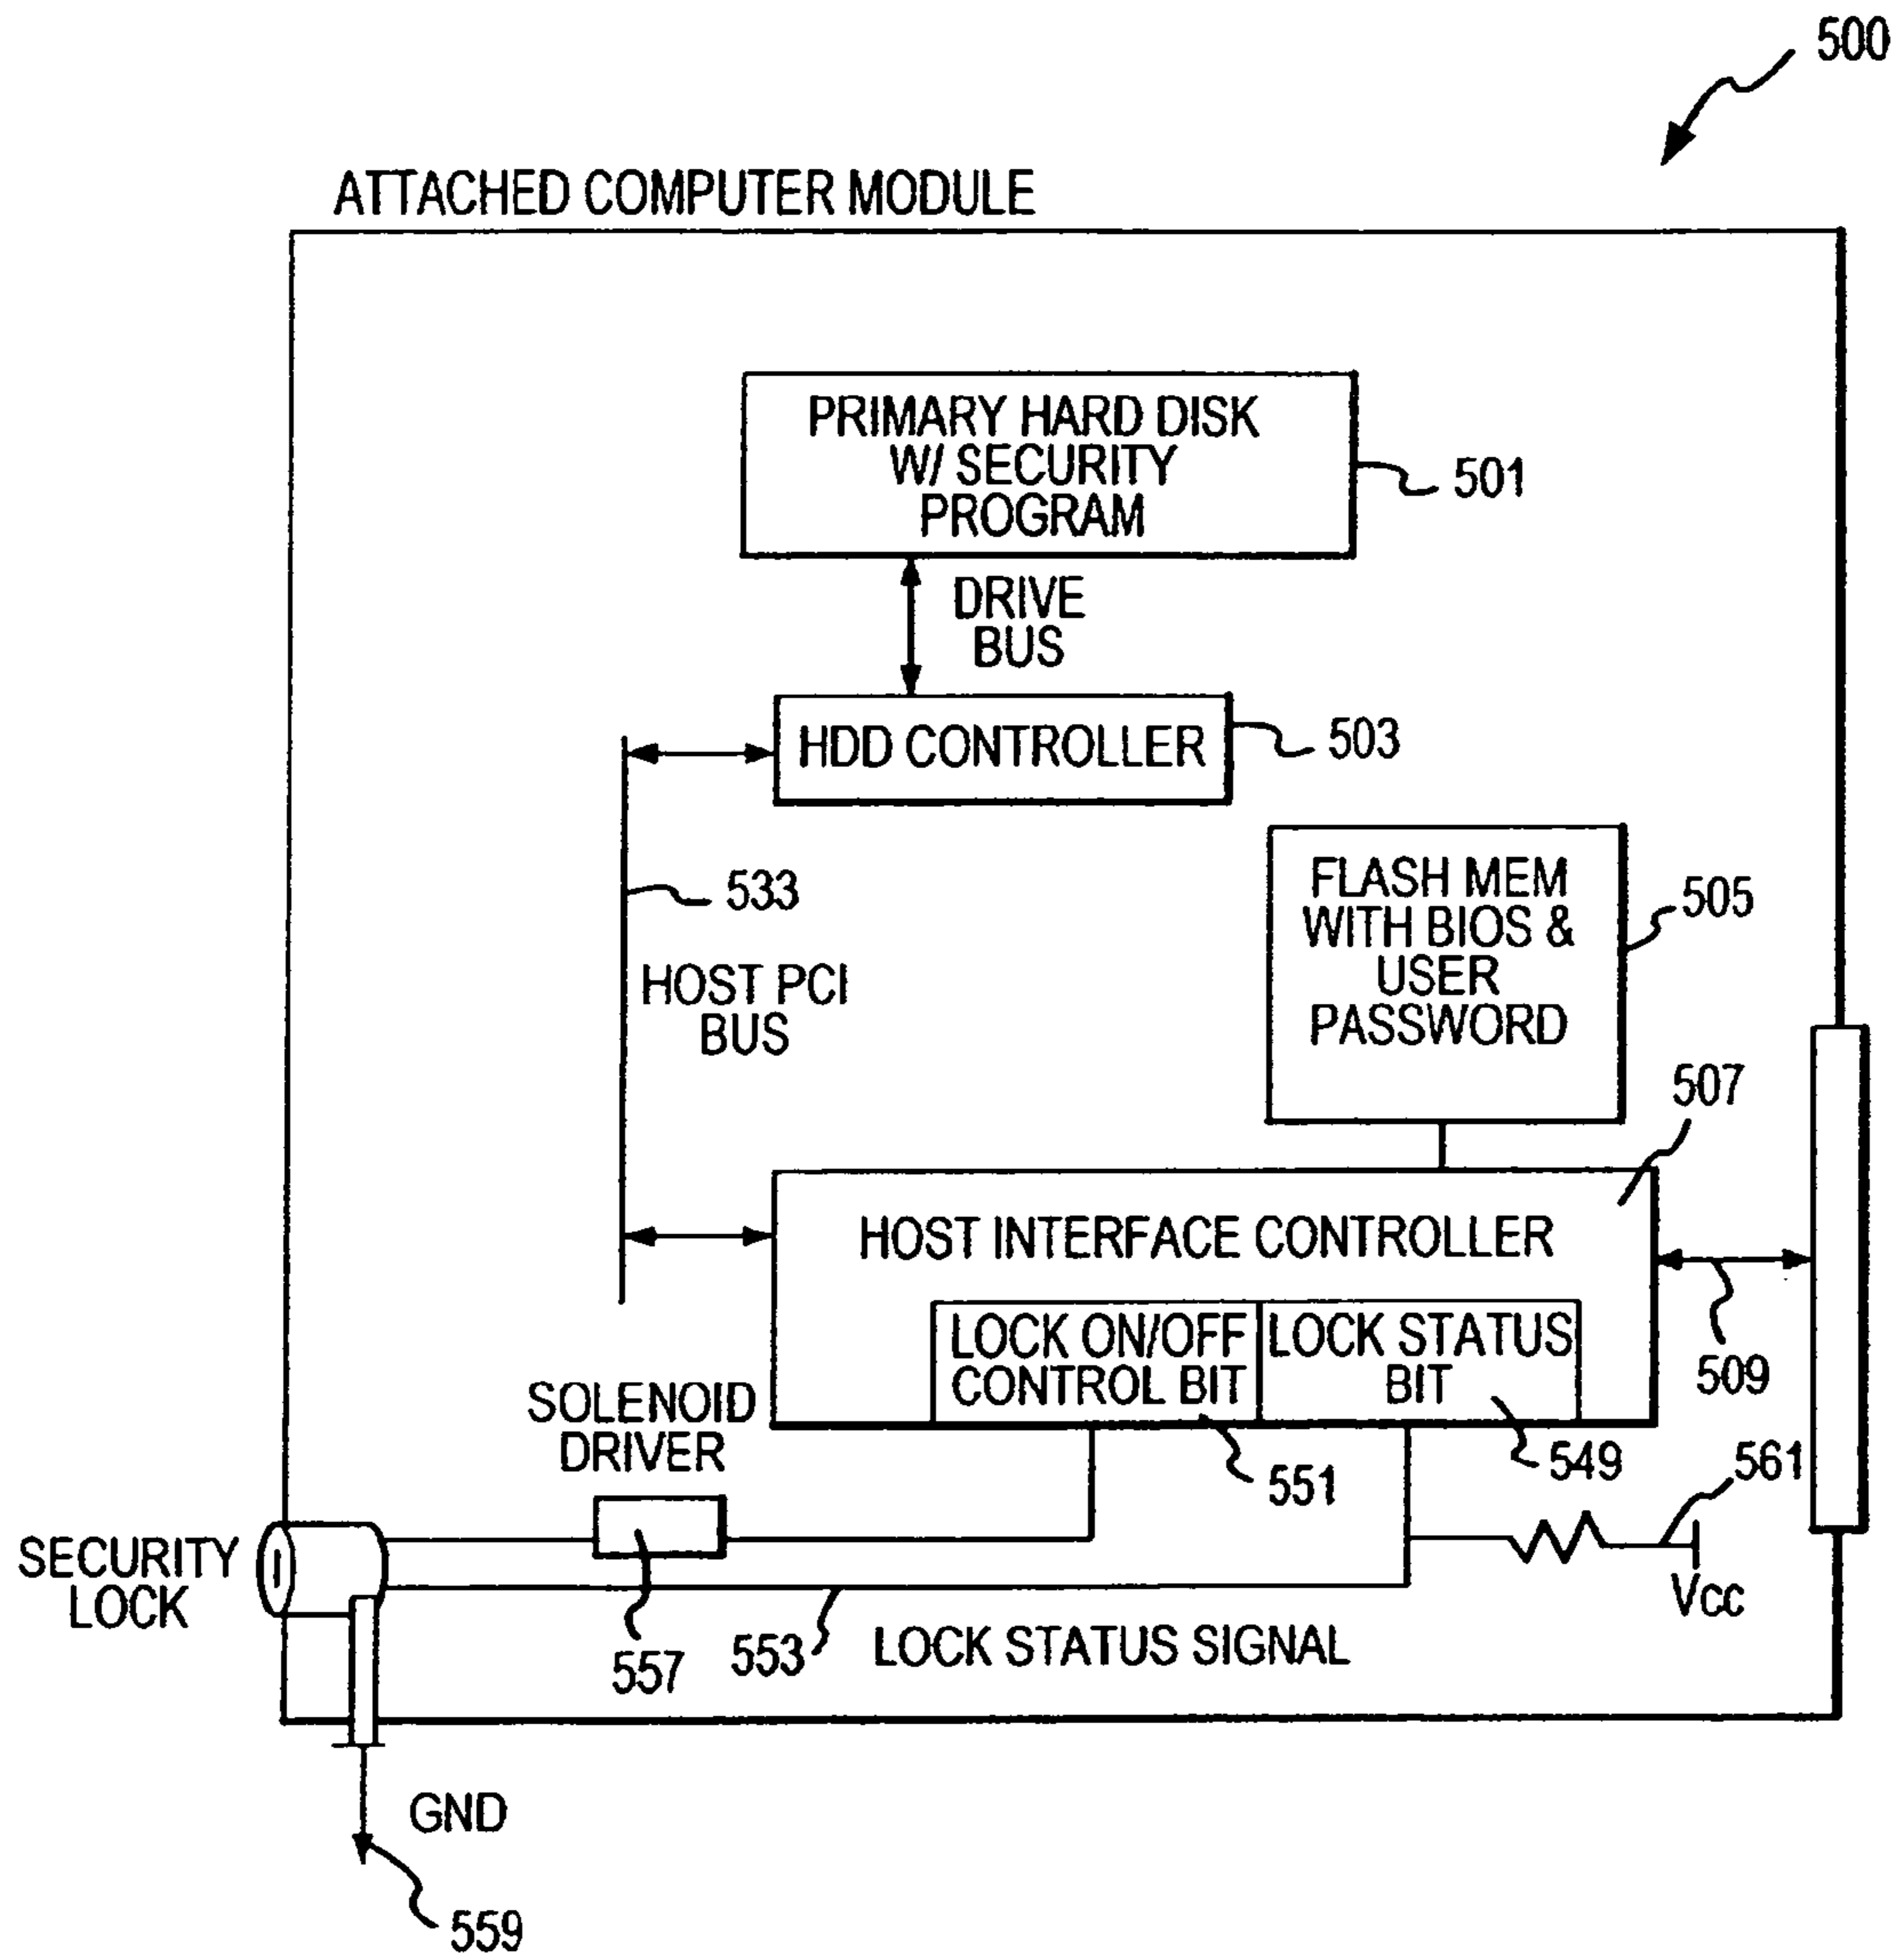 500
ATTACHED COMPUTER MODULE
PRIMARY HARD DISK
W/ SECURITY
PROGRAM
501
DRIVE
BUS
HDD CONTROLLER
503
533
HOST PCI
BUS
FLASH MEM
WITH BIOS &
USER
PASSWORD
505
507
HOST INTERFACE CONTROLLER
LOCK ON/OFF
CONTROL BIT
LOCK STATUS
BIT
509
SOLENOID
DRIVER
551
549
561
SECURITY
LOCK
Vcc
557
553
LOCK STATUS SIGNAL
GND
559